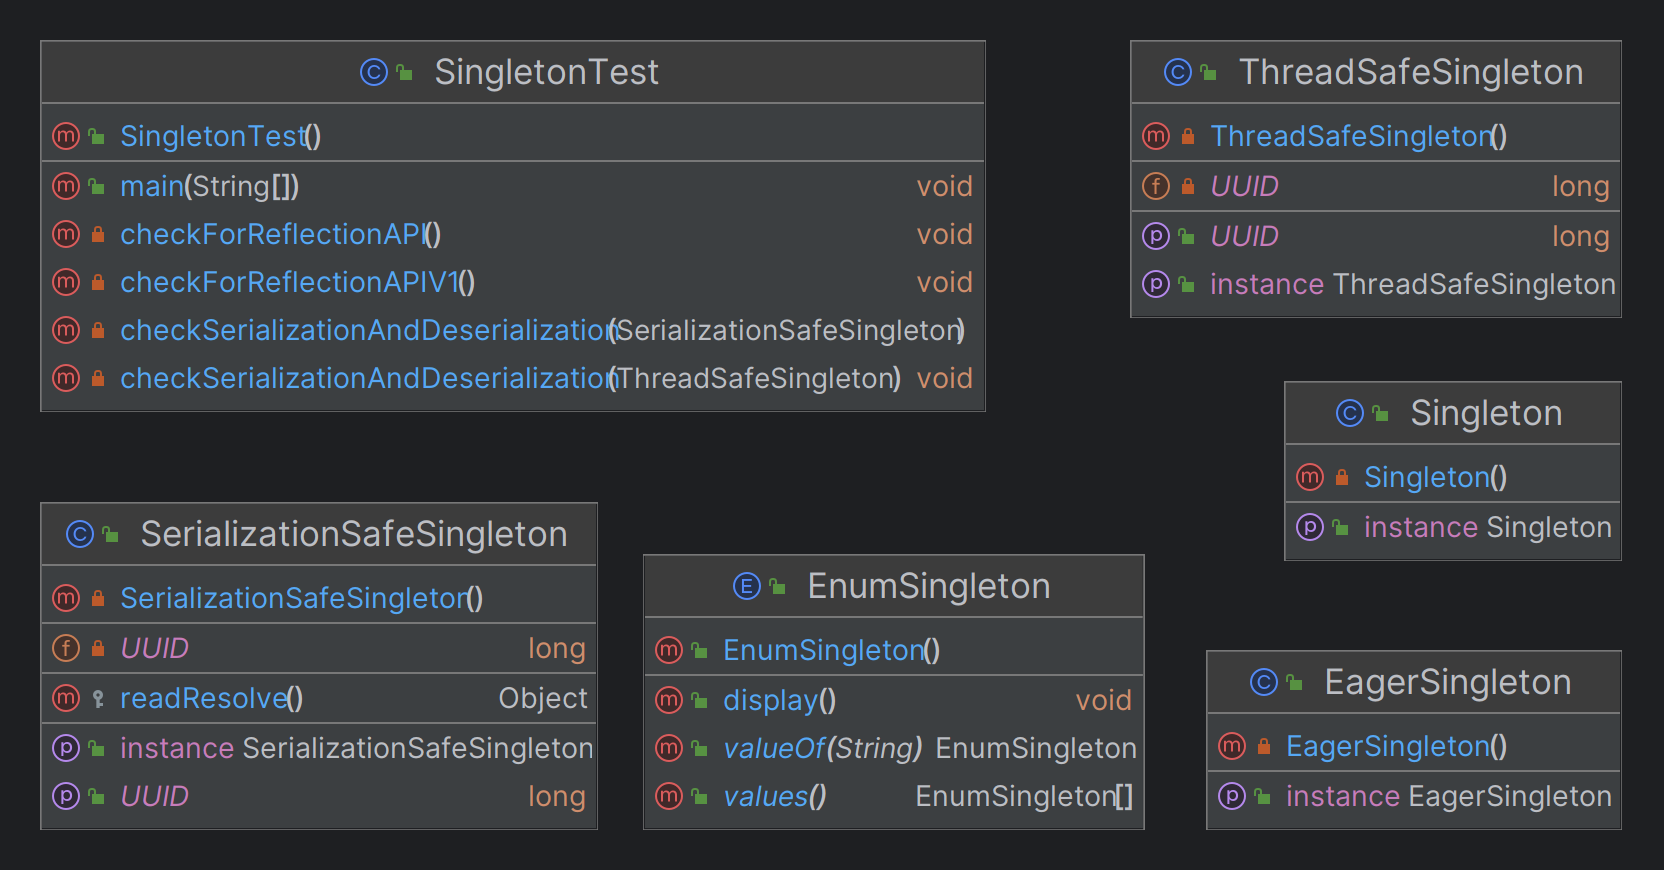 SingletonTest
SingletonTest()
main(String[]) void
checkForReflectionAPI() void
checkForReflectionAPIV1() void
checkSerializationAndDeserialization(SerializationSafeSingleton)
checkSerializationAndDeserialization(ThreadSafeSingleton) void
ThreadSafeSingleton
ThreadSafeSingleton()
UUID long
UUID long
instance ThreadSafeSingleton
Singleton
Singleton()
instance Singleton
SerializationSafeSingleton
SerializationSafeSingleton()
UUID long
readResolve() Object
instance SerializationSafeSingleton
UUID long
EnumSingleton
EnumSingleton()
display() void
valueOf(String) EnumSingleton
values() EnumSingleton[]
EagerSingleton
EagerSingleton()
instance EagerSingleton